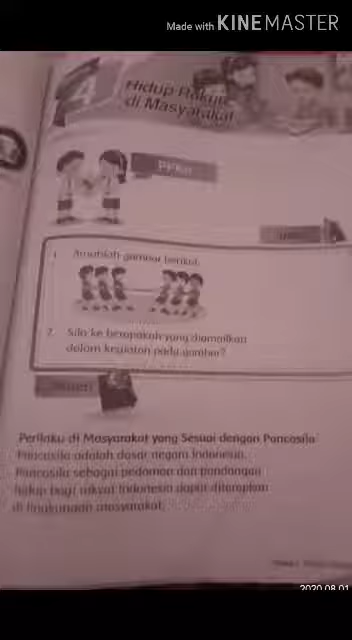 Made with KINEMASTER
4
Hidup Rukun
di Masyarakat
PPKn
1. Amatilah gambar berikut.
2. Sila ke berapakah yang diamalkan
dalam kegiatan pada gambar?
Perilaku di Masyarakat yang Sesuai dengan Pancasila
Pancasila adalah dasar negara Indonesia.
Pancasila sebagai pedoman dan pandangan
hidup bagi rakyat Indonesia dapat diterapkan
di lingkungan masyarakat.
2020.08.01